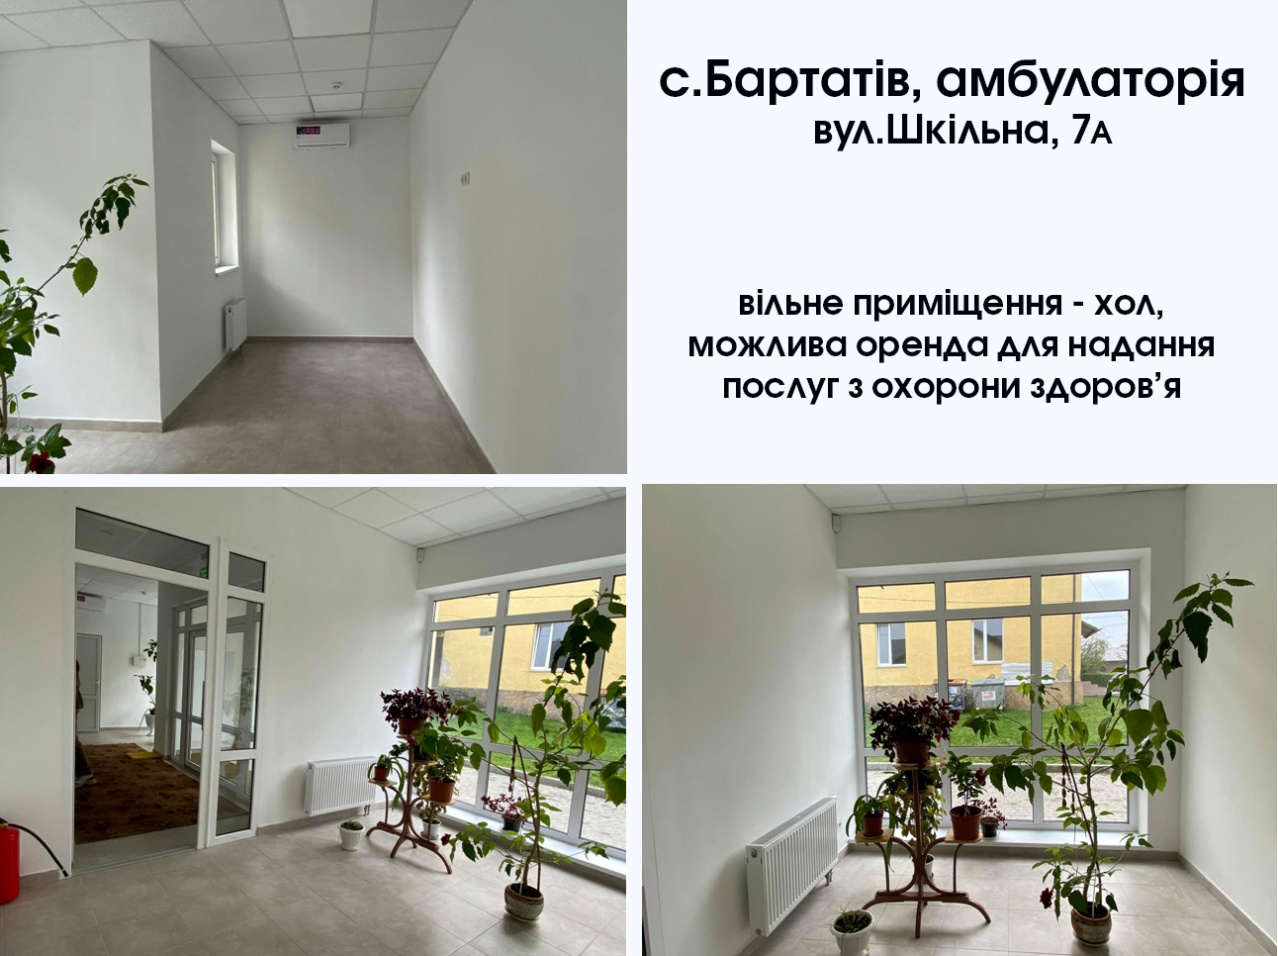 с.Бартатів, амбулаторія
вул.Шкільна, 7А
вільне приміщення - хол,
можлива оренда для надання
послуг з охорони здоров’я